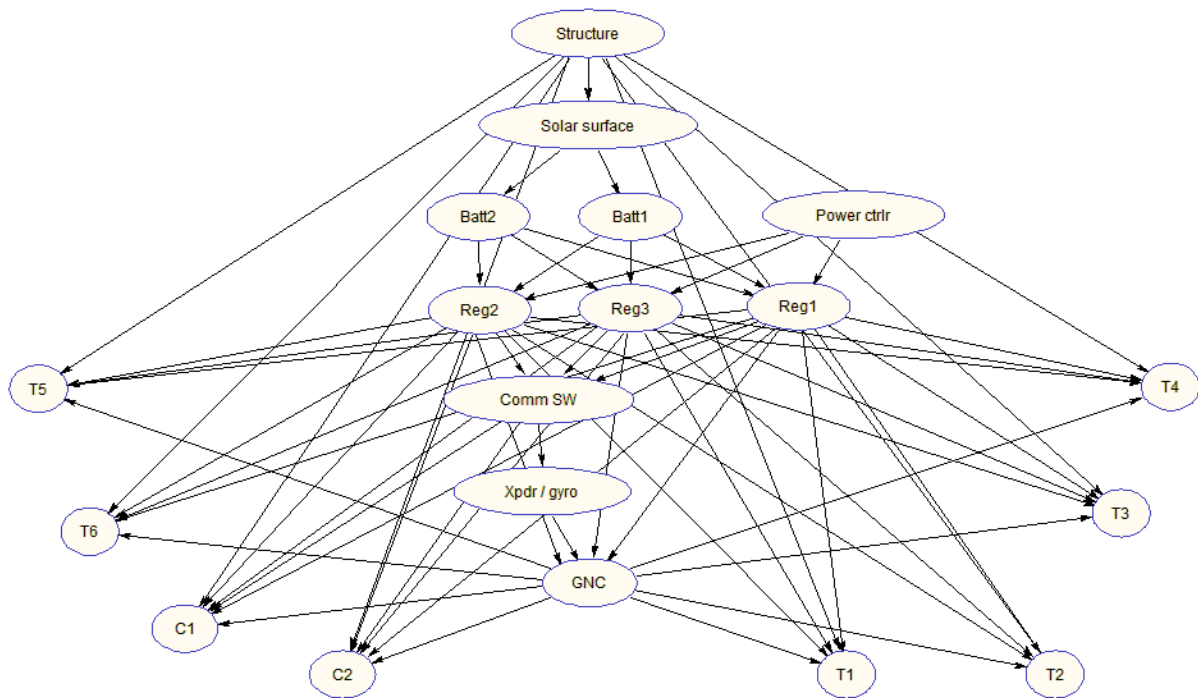 Structure
Solar surface
Batt2
Batt1
Power ctrlr
Reg2
Reg3
Reg1
T5
Comm SW
T4
Xpdr / gyro
T6
T3
GNC
C1
C2
T1
T2